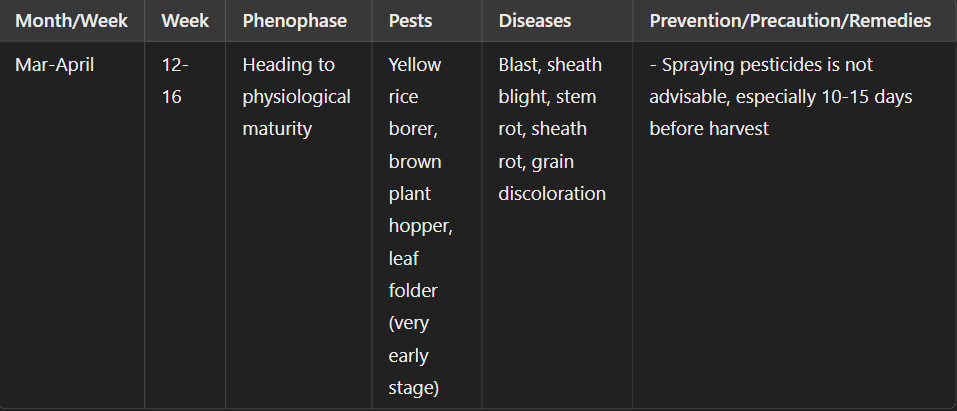 Month/Week Week Phenophase Pests Diseases Prevention/Precaution/Remedies
Mar-April
12-
16
Heading to
physiological
maturity
Yellow
rice
borer,
brown
plant
hopper,
leaf
folder
(very
early
stage)
Blast, sheath
blight, stem
rot, sheath
rot, grain
discoloration
- Spraying pesticides is not
advisable, especially 10-15 days
before harvest